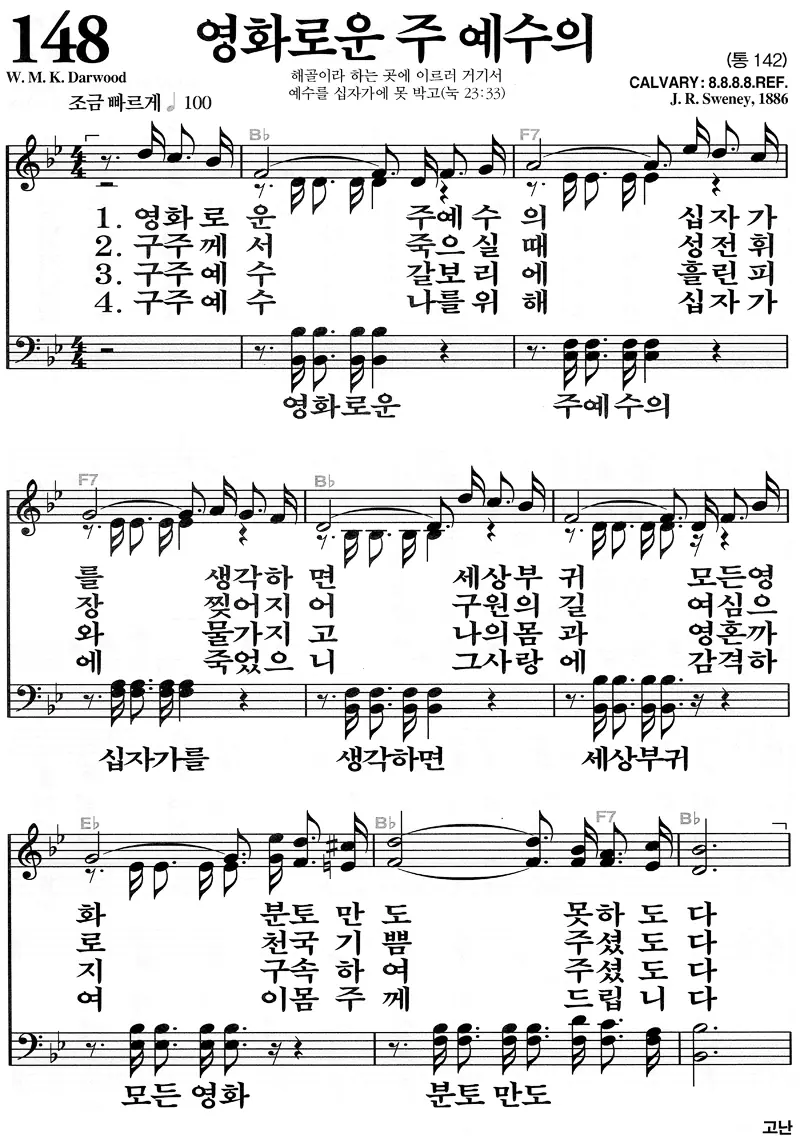 148 영화로운 주 예수의
(통 142)
W. M. K. Darwood
해골이라 하는 곳에 이르러 거기서
예수를 십자가에 못 박고(눅 23:33)
CALVARY: 8.8.8.8.REF.
J. R. Sweney, 1886
조금 빠르게 ♩ 100
B♭ F7
4/4
1. 영화로운 주예수의 십자가
2. 구주께서 죽으실때 성전휘
3. 구주예수 갈보리에 흘린피
4. 구주예수 나를위해 십자가
4/4
영화로운 주예수의
F7 B♭
를 생각하면 세상부귀 모든영
장 찢어지어 구원의길 여심으
와 물가지고 나의몸과 영혼까
에 죽었으니 그사랑에 감격하
십자가를 생각하면 세상부귀
E♭ B♭ F7 B♭
화 분토만도 못하도다
로 천국기쁨 주셨도다
지 구속하여 주셨도다
여 이몸주께 드립니다
모든 영화 분토 만도
고난